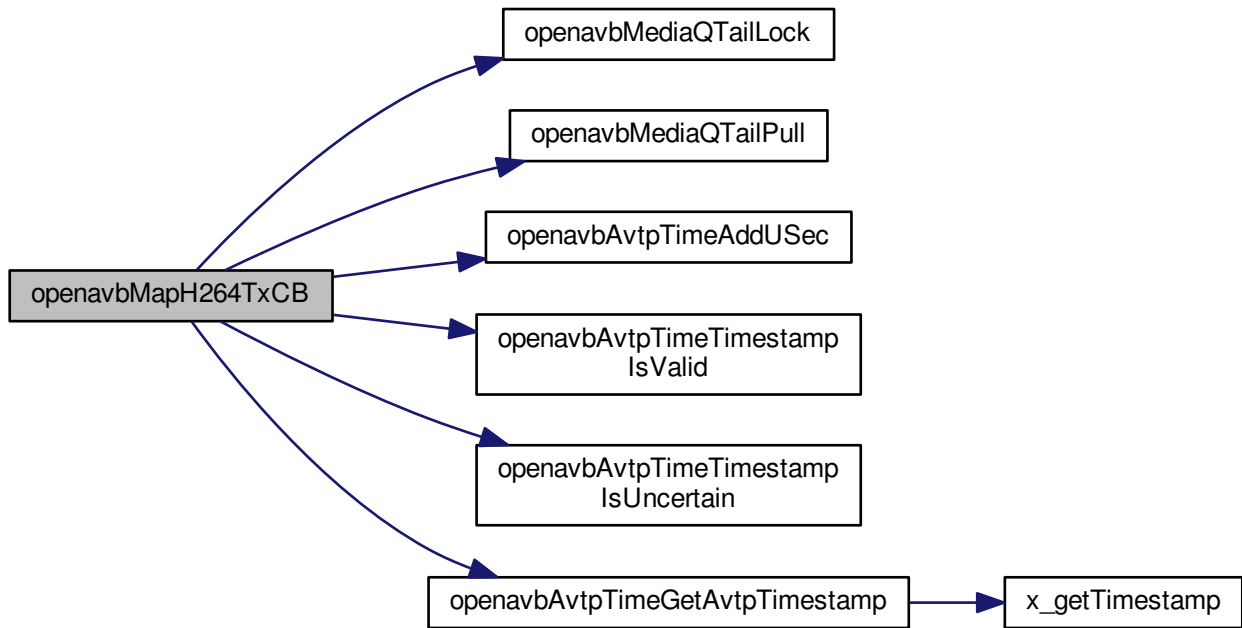 openavbMediaQTailLock
openavbMediaQTailPull
openavbAvtpTimeAddUSec
openavbMapH264TxCB
openavbAvtpTimeTimestamp
IsValid
openavbAvtpTimeTimestamp
IsUncertain
openavbAvtpTimeGetAvtpTimestamp
x_getTimestamp